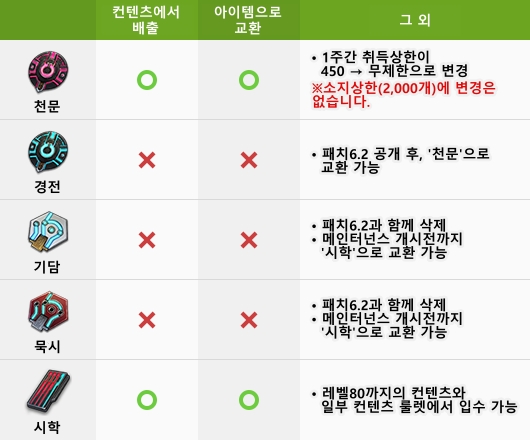 컨텐츠에서
배출
아이템으로
교환
그 외
• 1주간 취득상한이
450 → 무제한으로 변경
※소지상한(2,000개)에 변경은
없습니다.
천문
• 패치6.2 공개 후, '천문'으로
교환 가능
경전
• 패치6.2과 함께 삭제
• 메인터넌스 개시전까지
'시학'으로 교환 가능
기담
• 패치6.2과 함께 삭제
• 메인터넌스 개시전까지
'시학'으로 교환 가능
묵시
• 레벨80까지의 컨텐츠와
일부 컨텐츠 룰렛에서 입수 가능
시학